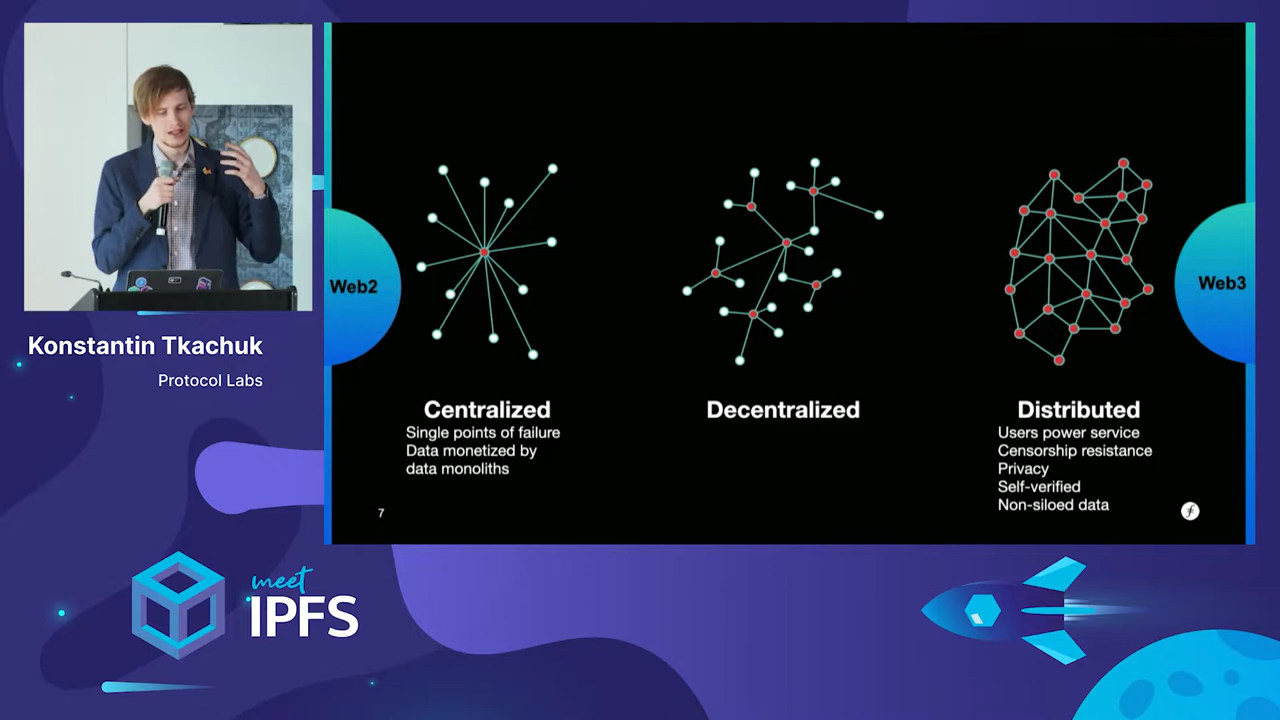 Konstantin Tkachuk
Protocol Labs
Web2
Web3
Centralized
Single points of failure
Data monetized by
data monoliths
Decentralized
Distributed
Users power service
Censorship resistance
Privacy
Self-verified
Non-siloed data
7
meet
IPFS